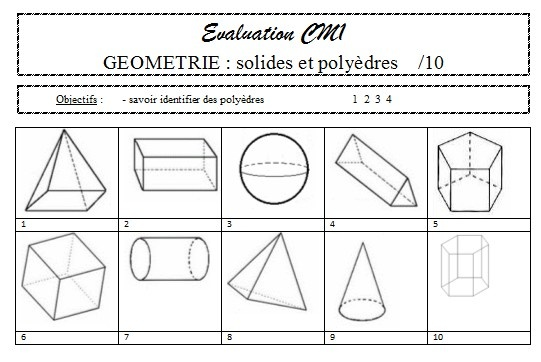 Evaluation CM1
GEOMETRIE : solides et polyèdres /10
Objectifs : - savoir identifier des polyèdres 1 2 3 4
1 2 3 4 5
6 7 8 9 10